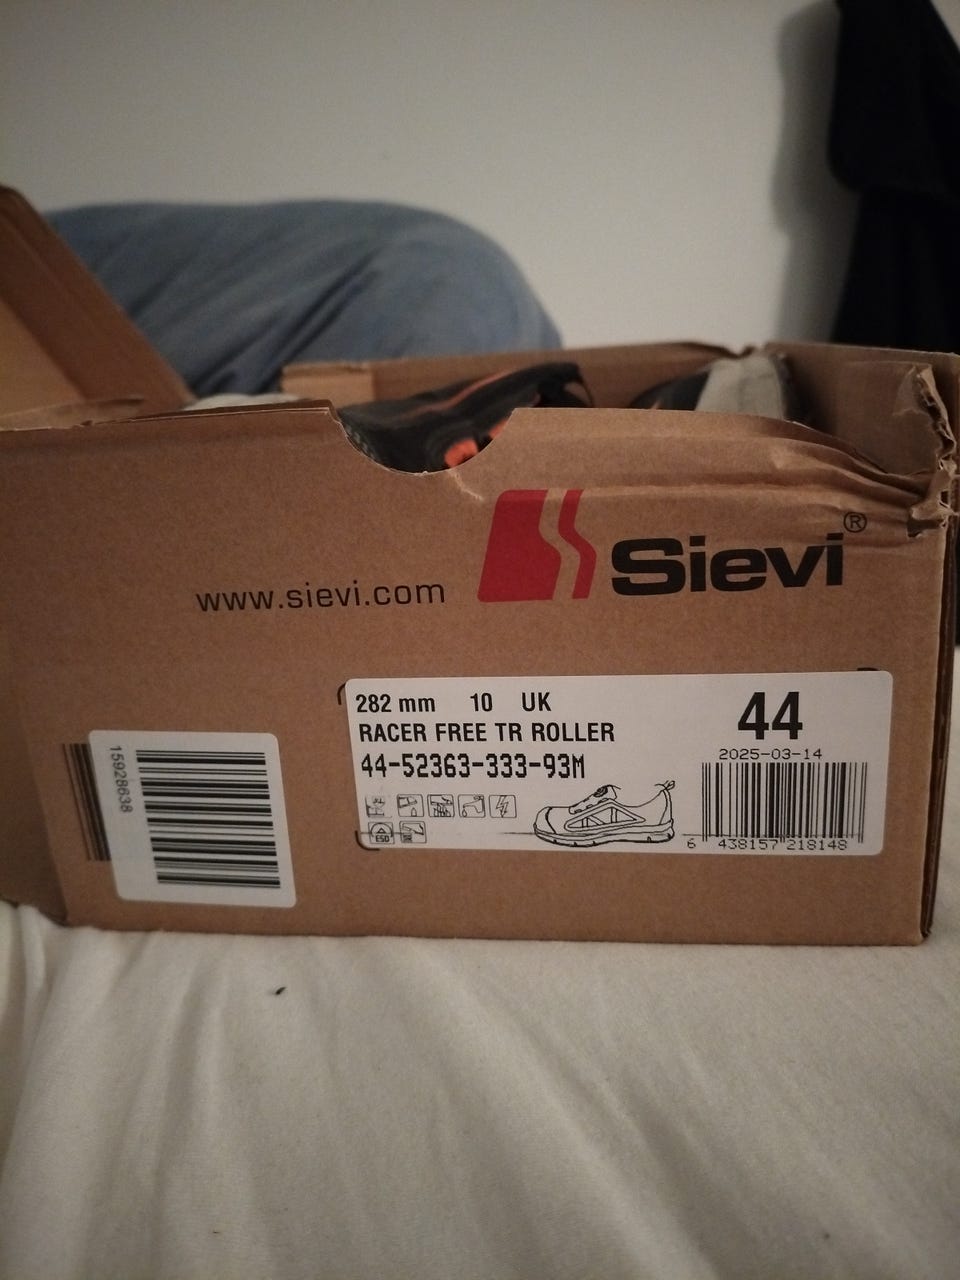 Sievi®
www.sievi.com
282 mm 10 UK
44
RACER FREE TR ROLLER
44-52363-333-93M
2025-03-14
ESD
6 438157 218148
15928638